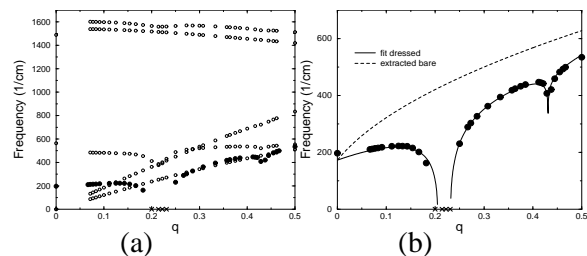 1600
1400
1200
1000
800
600
400
200
0
Frequency (1/cm)
0 0.1 0.2 0.3 0.4 0.5
q
(a)
600
400
200
0
Frequency (1/cm)
fit dressed
extracted bare
0 0.1 0.2 0.3 0.4 0.5
q
(b)